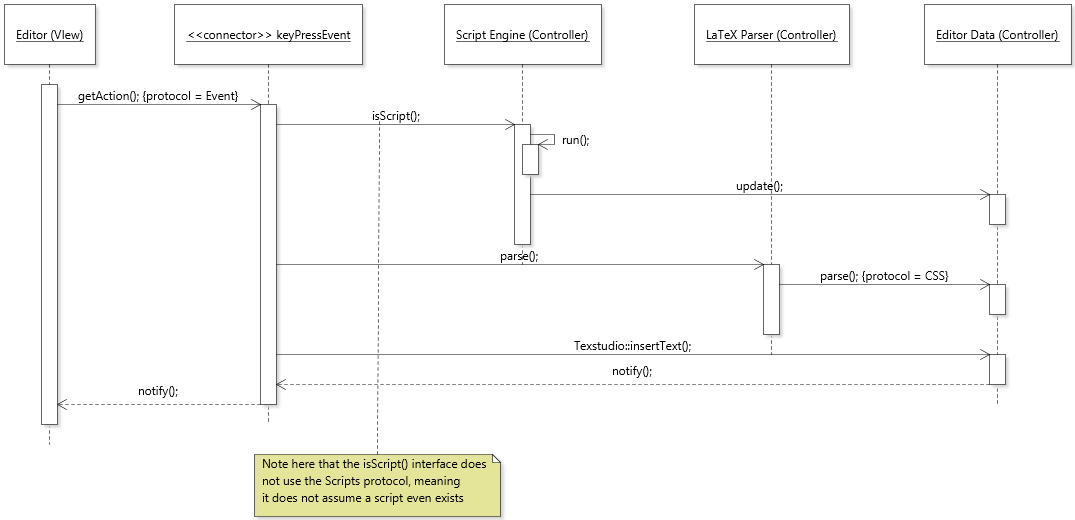 Editor (VIew)
<<connector>> keyPressEvent
Script Engine (Controller)
LaTeX Parser (Controller)
Editor Data (Controller)
getAction(); {protocol = Event}
isScript();
run();
update();
parse();
parse(); {protocol = CSS}
Texstudio::insertText();
notify();
notify();
Note here that the isScript() interface does
not use the Scripts protocol, meaning
it does not assume a script even exists